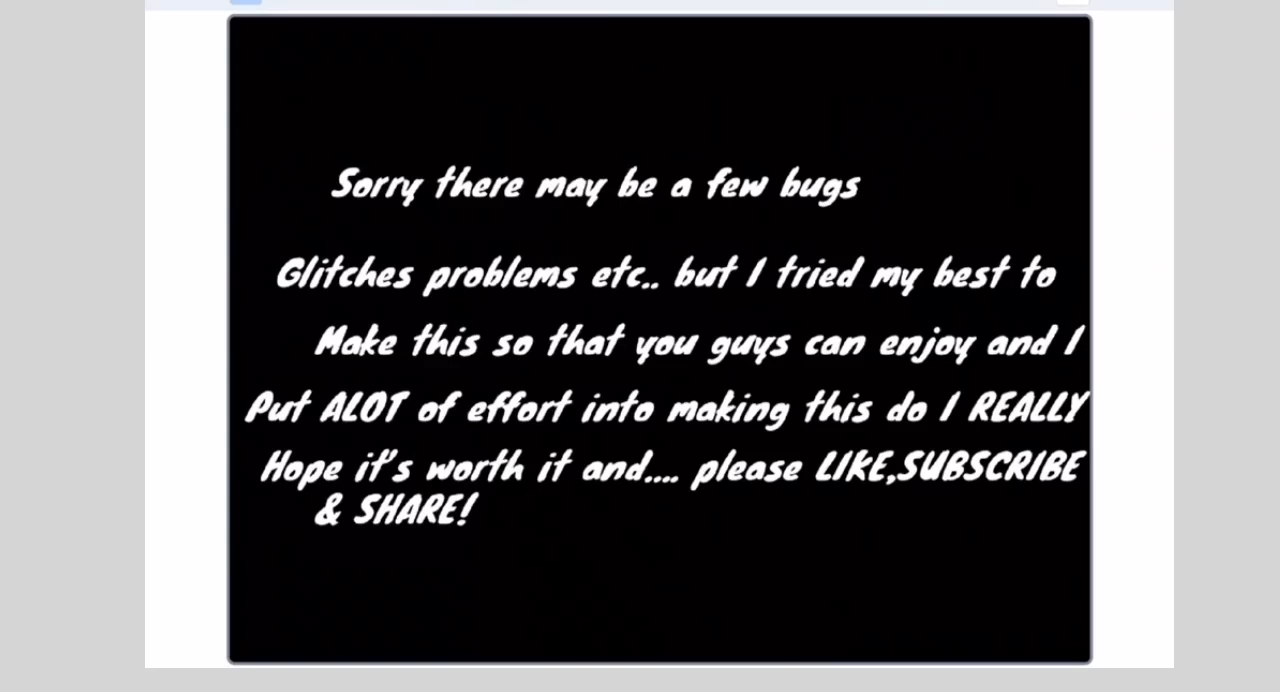 Sorry there may be a few bugs
Glitches problems etc.. but I tried my best to
Make this so that you guys can enjoy and I
Put ALOT of effort into making this do I REALLY
Hope it's worth it and.... please LIKE,SUBSCRIBE
& SHARE!